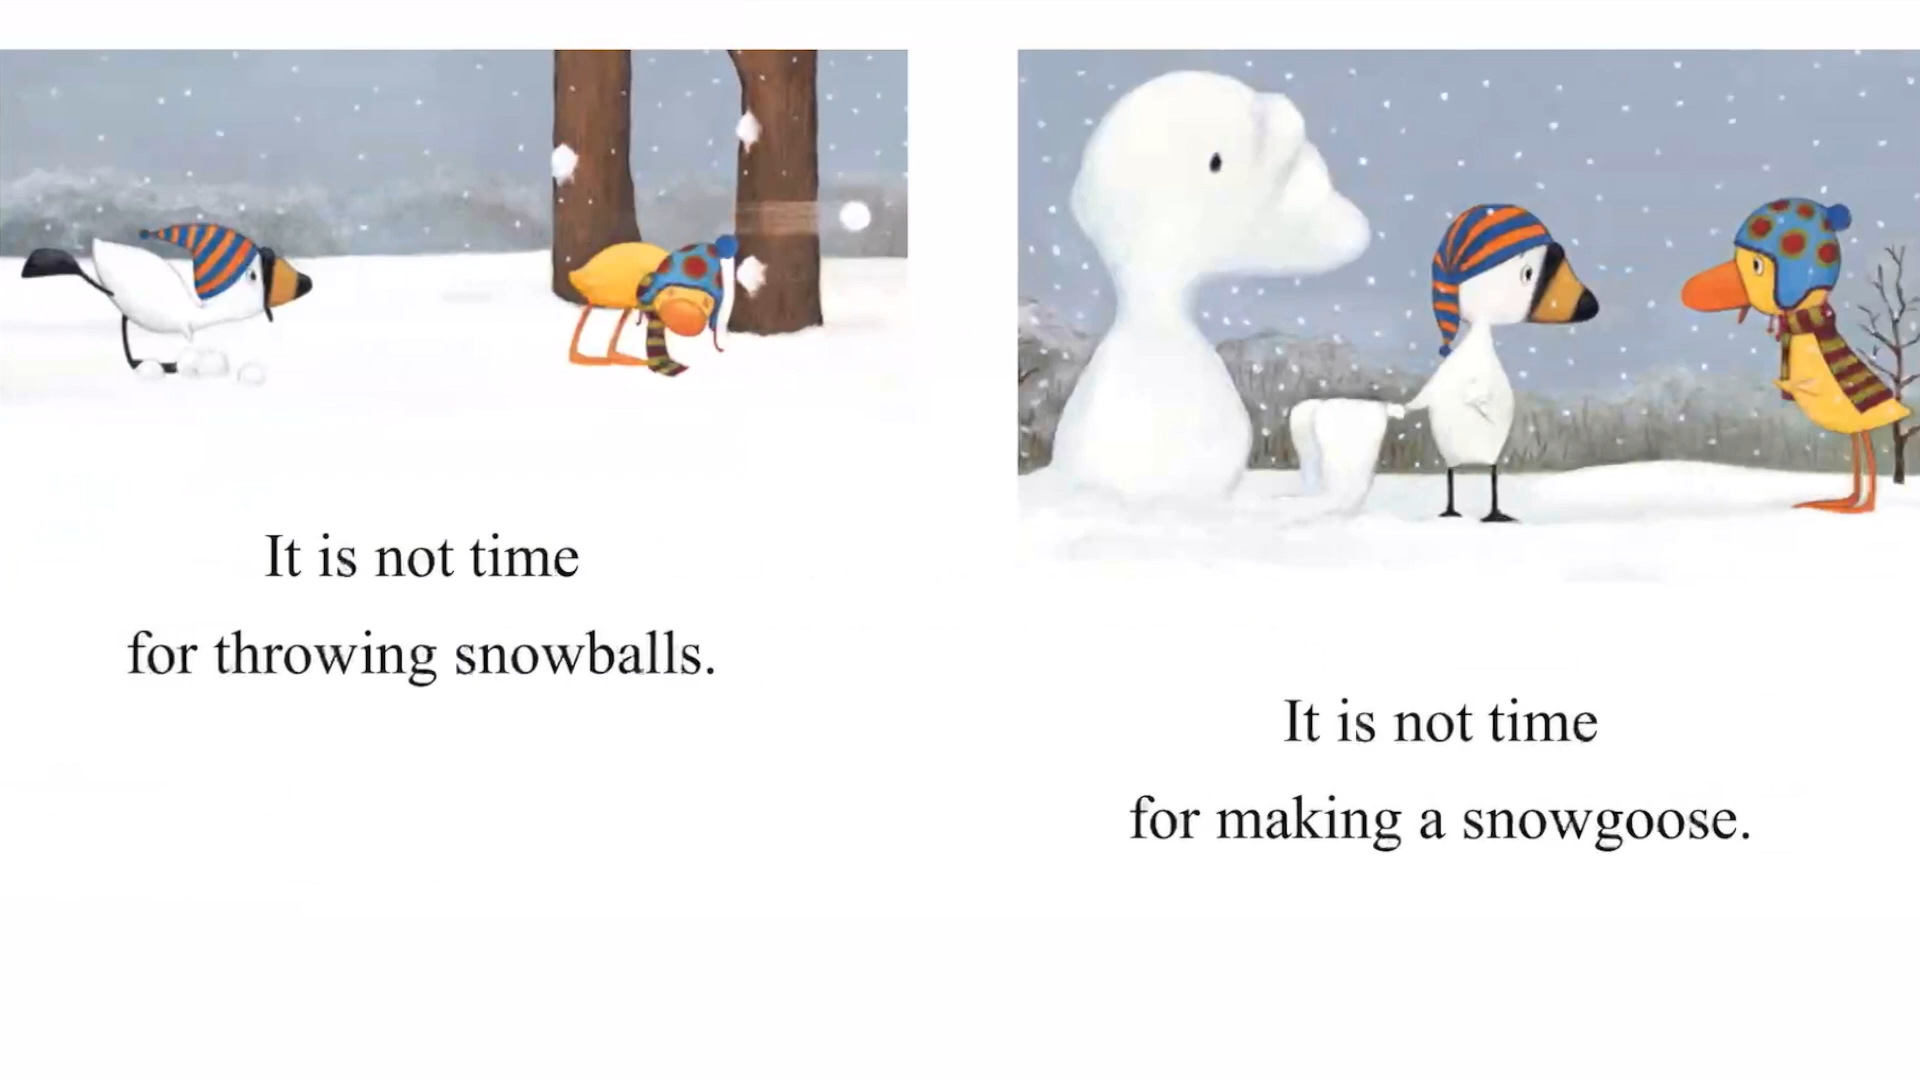 It is not time
for throwing snowballs.
It is not time
for making a snowgoose.